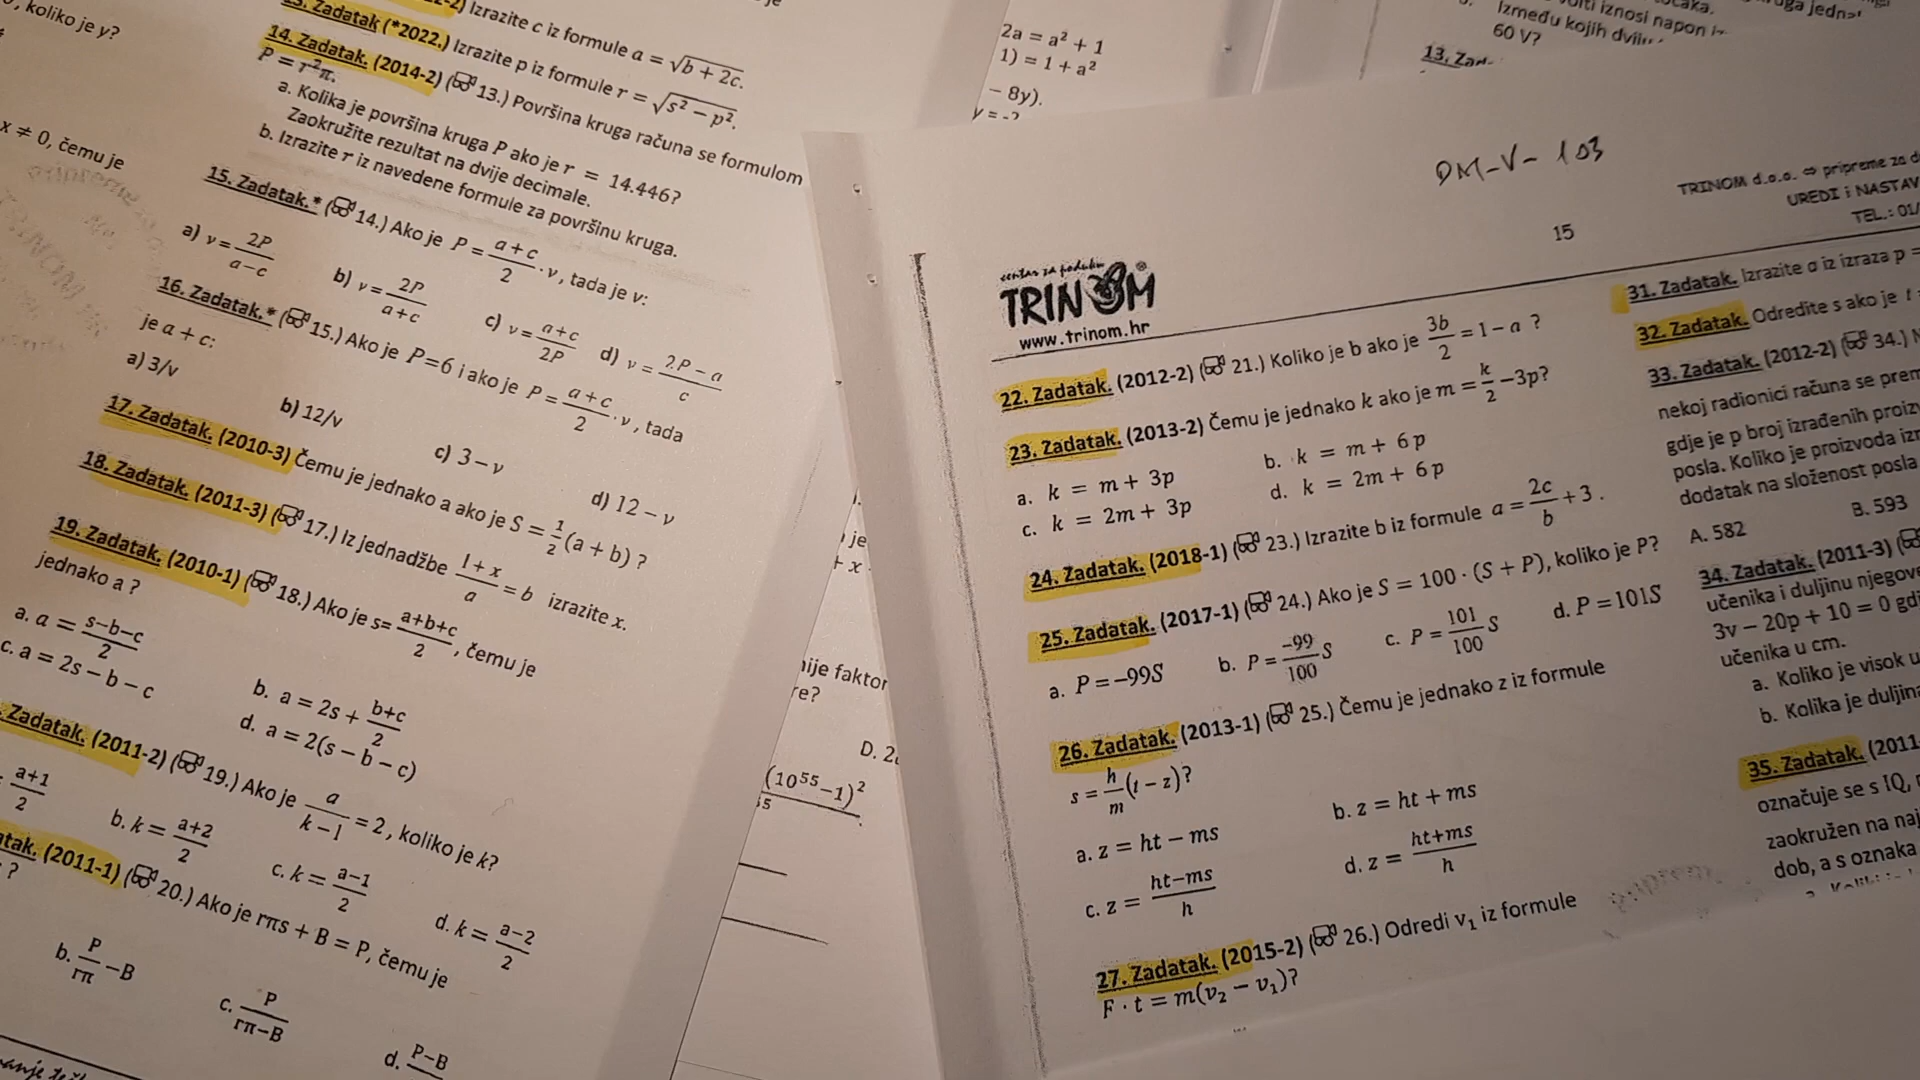 koliko je y?
x ≠ 0, čemu je
Izrazite c iz formule a = √(b + 2c).
Zadatak (*2022.) Izrazite p iz formule r = √(s² − p²).
14. Zadatak. (2014-2) (13.) Površina kruga računa se formulom
P = r²π.
a. Kolika je površina kruga P ako je r = 14.446?
Zaokružite rezultat na dvije decimale.
b. Izrazite r iz navedene formule za površinu kruga.
15. Zadatak.* (14.) Ako je P = (a+c)/2 · v, tada je v:
a) v = 2P/(a−c)
b) v = 2P/(a+c)
c) v = (a+c)/2P
d) v = (2P−a)/c
16. Zadatak.* (15.) Ako je P=6 i ako je P = (a+c)/2 · v, tada
je a + c:
a) 3/v
b) 12/v
c) 3 − v
d) 12 − v
17. Zadatak. (2010-3) Čemu je jednako a ako je S = 1/2 (a + b) ?
18. Zadatak. (2011-3) (17.) Iz jednadžbe (1+x)/a = b izrazite x.
19. Zadatak. (2010-1) (18.) Ako je s= (a+b+c)/2, čemu je
jednako a ?
a. a = (s−b−c)/2
b. a = 2s + (b+c)/2
c. a = 2s − b − c
d. a = 2(s − b − c)
Zadatak. (2011-2) (19.) Ako je a/(k−1) = 2, koliko je k?
(a+1)/2
b. k = (a+2)/2
c. k = (a−1)/2
d. k = (a−2)/2
(2011-1) (20.) Ako je rπs + B = P, čemu je
?
b. P/rπ − B
c. P/(rπ−B)
d. P−B
2a = a² + 1
1) = 1 + a²
− 8y).
je
+ x
nije faktor
re?
D.
(10⁵⁵−1)²
Između kojih
60 V?
13.
DM-V-103
15
TRINOM d.o.o. ⇔ pripreme za
UREDI i NASTAV
TEL.: 01/
centar za poduku
TRINOM®
www.trinom.hr
22. Zadatak. (2012-2) (21.) Koliko je b ako je 3b/2 = 1 − a ?
23. Zadatak. (2013-2) Čemu je jednako k ako je m = k/2 − 3p?
a. k = m + 3p
b. k = m + 6p
c. k = 2m + 3p
d. k = 2m + 6p
24. Zadatak. (2018-1) (23.) Izrazite b iz formule a = 2c/b + 3.
25. Zadatak. (2017-1) (24.) Ako je S = 100 · (S + P), koliko je P?
a. P = −99S
b. P = −99/100 S
c. P = 101/100 S
d. P = 101S
26. Zadatak. (2013-1) (25.) Čemu je jednako z iz formule
s = h/m (t − z)?
a. z = ht − ms
b. z = ht + ms
c. z = (ht−ms)/h
d. z = (ht+ms)/h
27. Zadatak. (2015-2) (26.) Odredi v₁ iz formule
F · t = m(v₂ − v₁)?
31. Zadatak. Izrazite a iz izraza p =
32. Zadatak. Odredite s ako je t
33. Zadatak. (2012-2) (34.)
nekoj radionici računa se prem
gdje je p broj izrađenih proizv
posla. Koliko je proizvoda izr
dodatak na složenost posla
A. 582
B. 593
34. Zadatak. (2011-3)
učenika i duljinu njegove
3v − 20p + 10 = 0 gdj
učenika u cm.
a. Koliko je visok u
b. Kolika je duljina
35. Zadatak. (2011
označuje se s IQ,
zaokružen na naj
dob, a s oznaka